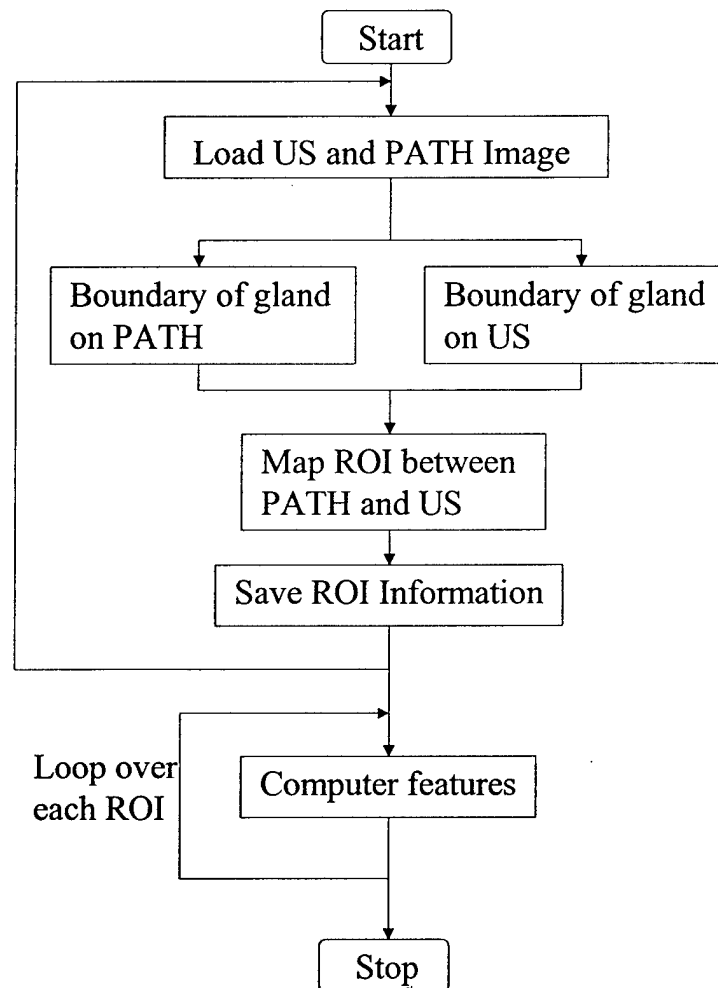 Start
Load US and PATH Image
Boundary of gland
on PATH
Boundary of gland
on US
Map ROI between
PATH and US
Save ROI Information
Loop over
each ROI
Computer features
Stop